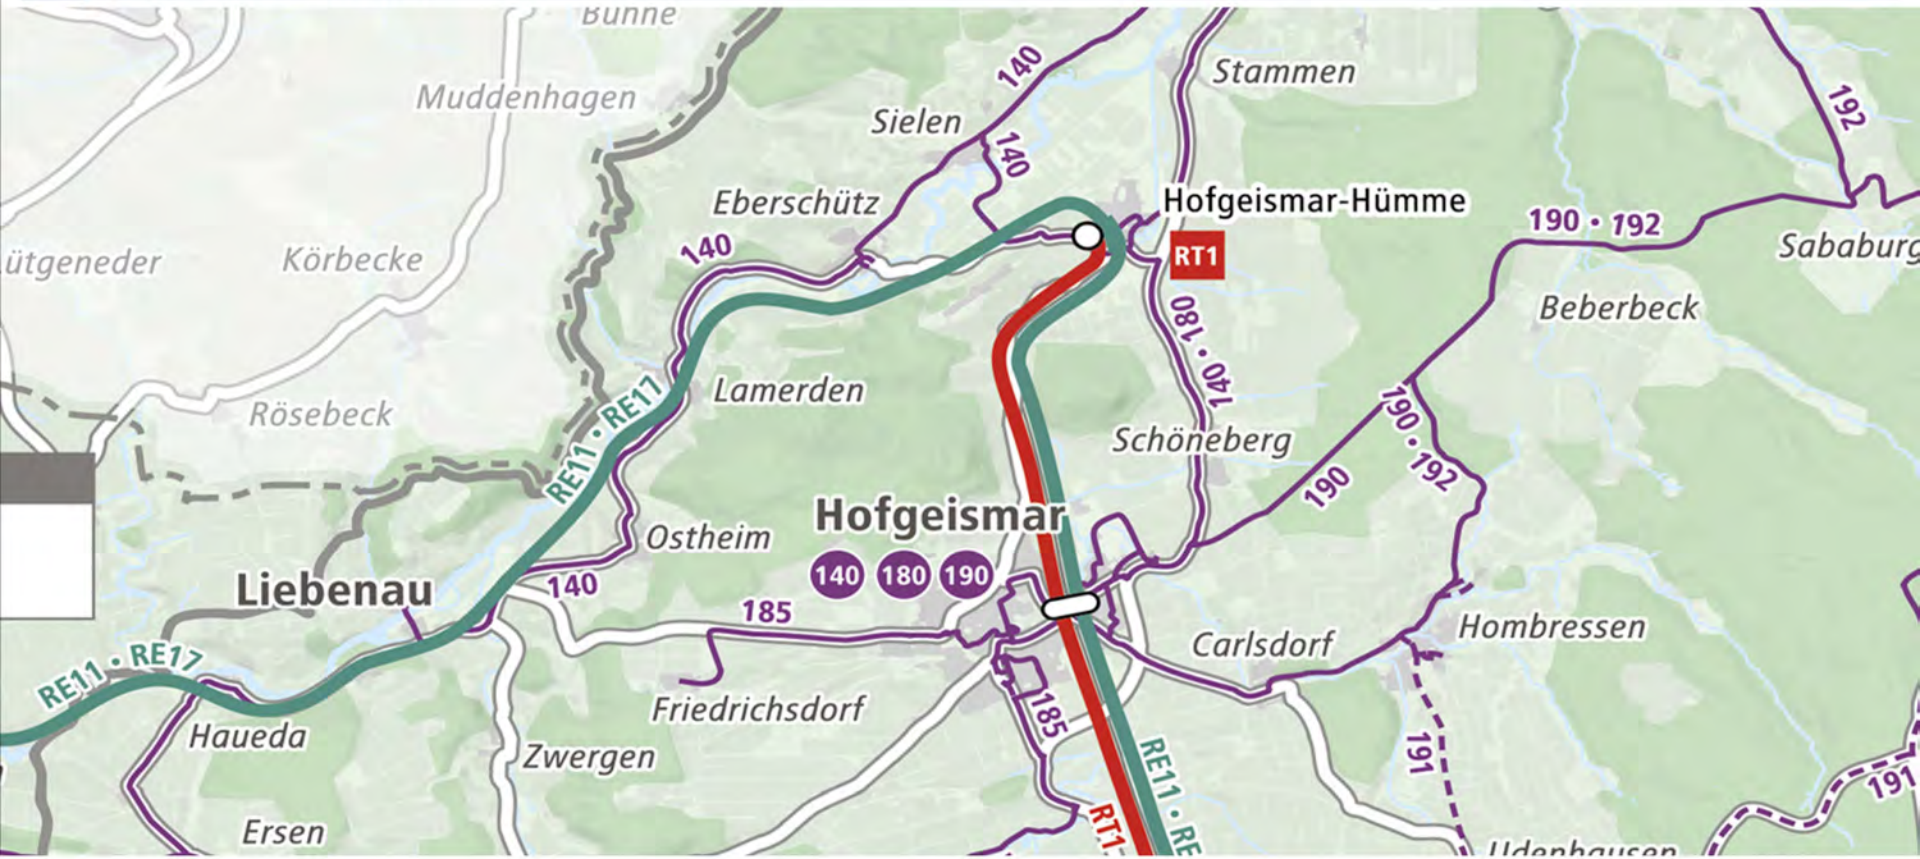 Bühne
Muddenhagen
140
Stammen
192
Sielen
140
Eberschütz
Hofgeismar-Hümme
190 • 192
140
RT1
Sababurg
ütgeneder
Körbecke
Beberbeck
140 • 180
Lamerden
RE11 • RE17
Rösebeck
190 • 192
Schöneberg
190
Hofgeismar
Ostheim
140 180 190
Liebenau
140
185
Hombressen
Carlsdorf
RE11 • RE17
Friedrichsdorf
185
Haueda
Zwergen
191
RE11 • RE
191
RT1
Ersen
Udenhausen